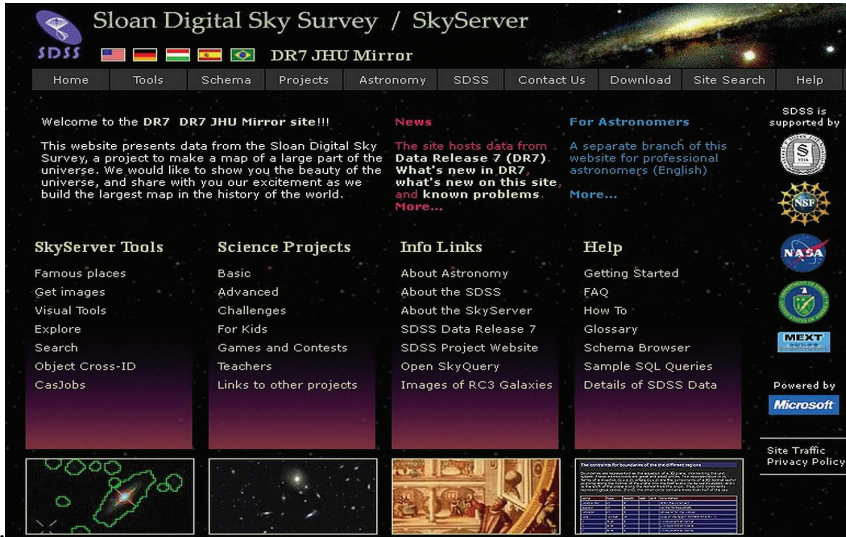 Sloan Digital Sky Survey / SkyServer
SDSS
DR7 JHU Mirror
Home Tools Schema Projects Astronomy SDSS Contact Us Download Site Search Help
Welcome to the DR7 DR7 JHU Mirror site!!!
This website presents data from the Sloan Digital Sky
Survey, a project to make a map of a large part of the
universe. We would like to show you the beauty of the
universe, and share with you our excitement as we
build the largest map in the history of the world.
News
The site hosts data from
Data Release 7 (DR7).
What's new in DR7,
what's new on this site,
and known problems.
More...
For Astronomers
A separate branch of this
website for professional
astronomers (English)
More...
SDSS is
supported by
NSF
NASA
MEXT
Powered by
Microsoft
Site Traffic
Privacy Policy
SkyServer Tools
Famous places
Get images
Visual Tools
Explore
Search
Object Cross-ID
CasJobs
Science Projects
Basic
Advanced
Challenges
For Kids
Games and Contests
Teachers
Links to other projects
Info Links
About Astronomy
About the SDSS
About the SkyServer
SDSS Data Release 7
SDSS Project Website
Open SkyQuery
Images of RC3 Galaxies
Help
Getting Started
FAQ
How To
Glossary
Schema Browser
Sample SQL Queries
Details of SDSS Data
The constraints for boundaries of the the different regions